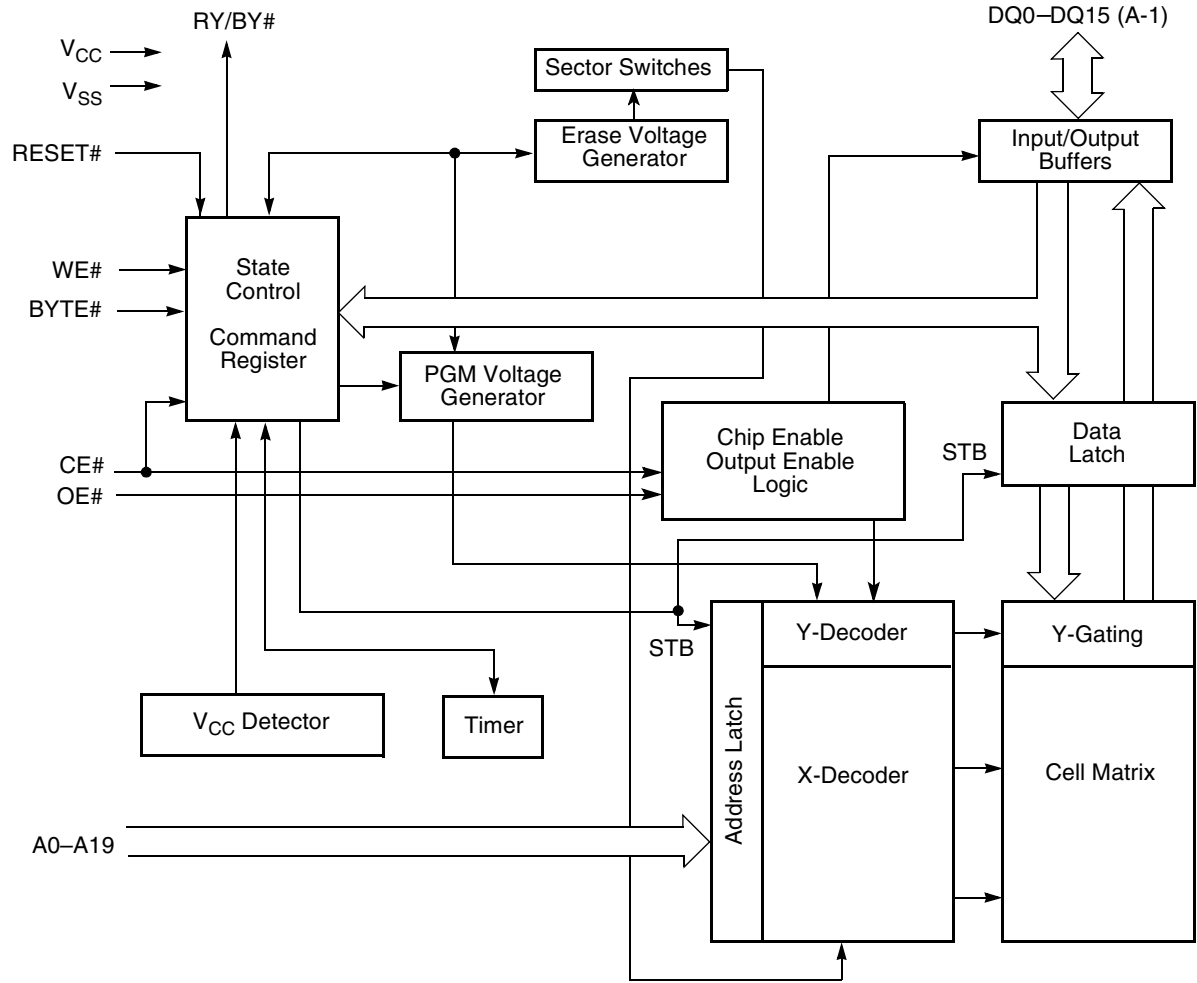 RY/BY#
DQ0–DQ15 (A-1)
VCC
VSS
Sector Switches
RESET#
Erase Voltage
Generator
Input/Output
Buffers
WE#
BYTE#
State
Control
Command
Register
PGM Voltage
Generator
CE#
OE#
Chip Enable
Output Enable
Logic
STB
Data
Latch
STB
Y-Decoder
Y-Gating
VCC Detector
Timer
Address Latch
X-Decoder
Cell Matrix
A0–A19